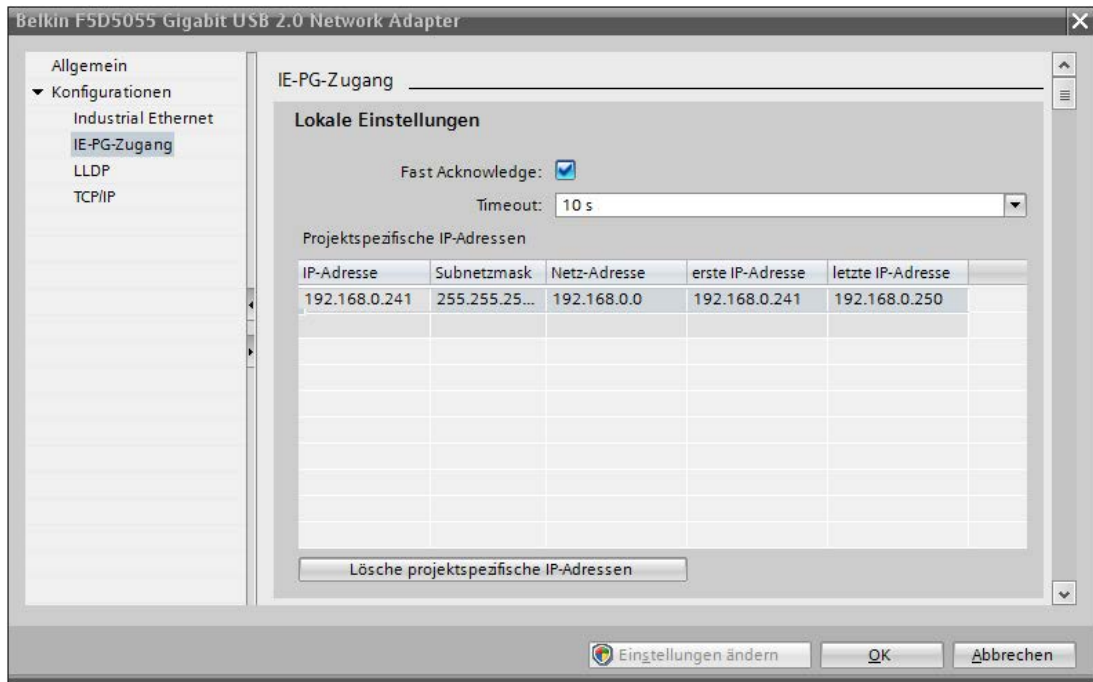 Belkin F5D5055 Gigabit USB 2.0 Network Adapter
Allgemein
Konfigurationen
Industrial Ethernet
IE-PG-Zugang
LLDP
TCP/IP
IE-PG-Zugang
Lokale Einstellungen
Fast Acknowledge:
Timeout: 10 s
Projektspezifische IP-Adressen
IP-Adresse Subnetzmask Netz-Adresse erste IP-Adresse letzte IP-Adresse
192.168.0.241 255.255.25... 192.168.0.0 192.168.0.241 192.168.0.250
Lösche projektspezifische IP-Adressen
Einstellungen ändern OK Abbrechen